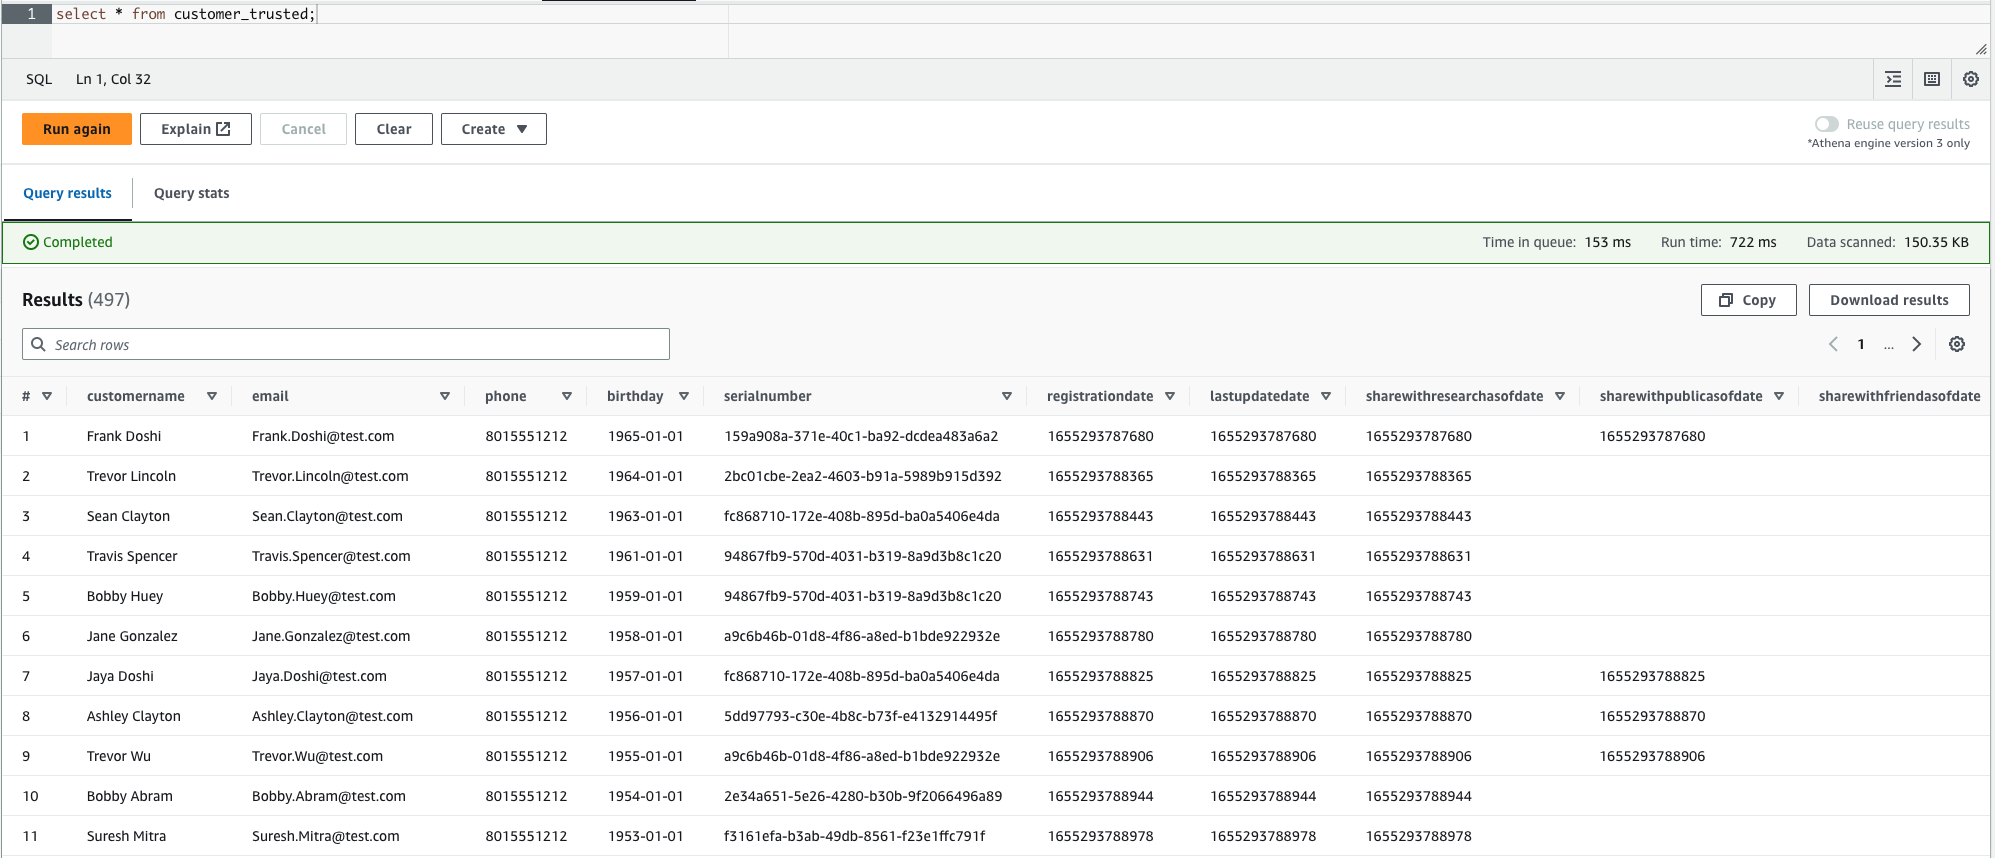 1 select * from customer_trusted;
SQL Ln 1, Col 32
Run again Explain Cancel Clear Create Reuse query results
*Athena engine version 3 only
Query results Query stats
Completed Time in queue: 153 ms Run time: 722 ms Data scanned: 150.35 KB
Results (497) Copy Download results
Search rows 1 ...
# customername email phone birthday serialnumber registrationdate lastupdatedate sharewithresearchasofdate sharewithpublicasofdate sharewithfriendasofdate
1 Frank Doshi Frank.Doshi@test.com 8015551212 1965-01-01 159a908a-371e-40c1-ba92-dcdea483a6a2 1655293787680 1655293787680 1655293787680 1655293787680
2 Trevor Lincoln Trevor.Lincoln@test.com 8015551212 1964-01-01 2bc01cbe-2ea2-4603-b91a-5989b915d392 1655293788365 1655293788365 1655293788365
3 Sean Clayton Sean.Clayton@test.com 8015551212 1963-01-01 fc868710-172e-408b-895d-ba0a5406e4da 1655293788443 1655293788443 1655293788443
4 Travis Spencer Travis.Spencer@test.com 8015551212 1961-01-01 94867fb9-570d-4031-b319-8a9d3b8c1c20 1655293788631 1655293788631 1655293788631
5 Bobby Huey Bobby.Huey@test.com 8015551212 1959-01-01 94867fb9-570d-4031-b319-8a9d3b8c1c20 1655293788743 1655293788743 1655293788743
6 Jane Gonzalez Jane.Gonzalez@test.com 8015551212 1958-01-01 a9c6b46b-01d8-4f86-a8ed-b1bde922932e 1655293788780 1655293788780 1655293788780
7 Jaya Doshi Jaya.Doshi@test.com 8015551212 1957-01-01 fc868710-172e-408b-895d-ba0a5406e4da 1655293788825 1655293788825 1655293788825 1655293788825
8 Ashley Clayton Ashley.Clayton@test.com 8015551212 1956-01-01 5dd97793-c30e-4b8c-b73f-e4132914495f 1655293788870 1655293788870 1655293788870 1655293788870
9 Trevor Wu Trevor.Wu@test.com 8015551212 1955-01-01 a9c6b46b-01d8-4f86-a8ed-b1bde922932e 1655293788906 1655293788906 1655293788906 1655293788906
10 Bobby Abram Bobby.Abram@test.com 8015551212 1954-01-01 2e34a651-5e26-4280-b30b-9f2066496a89 1655293788944 1655293788944 1655293788944
11 Suresh Mitra Suresh.Mitra@test.com 8015551212 1953-01-01 f3161efa-b3ab-49db-8561-f23e1ffc791f 1655293788978 1655293788978 1655293788978